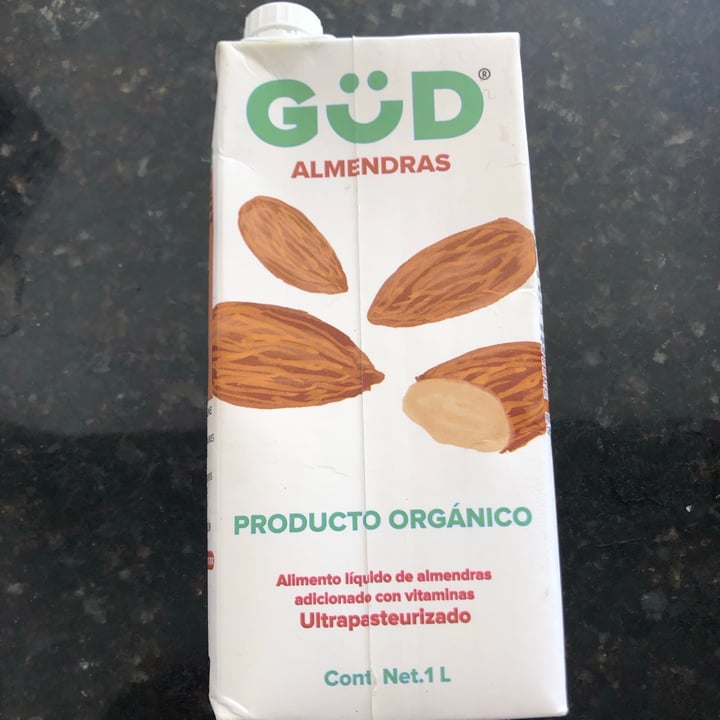 GÜD®
ALMENDRAS
PRODUCTO ORGÁNICO
Alimento líquido de almendras
adicionado con vitaminas
Ultrapasteurizado
Cont. Net.1 L